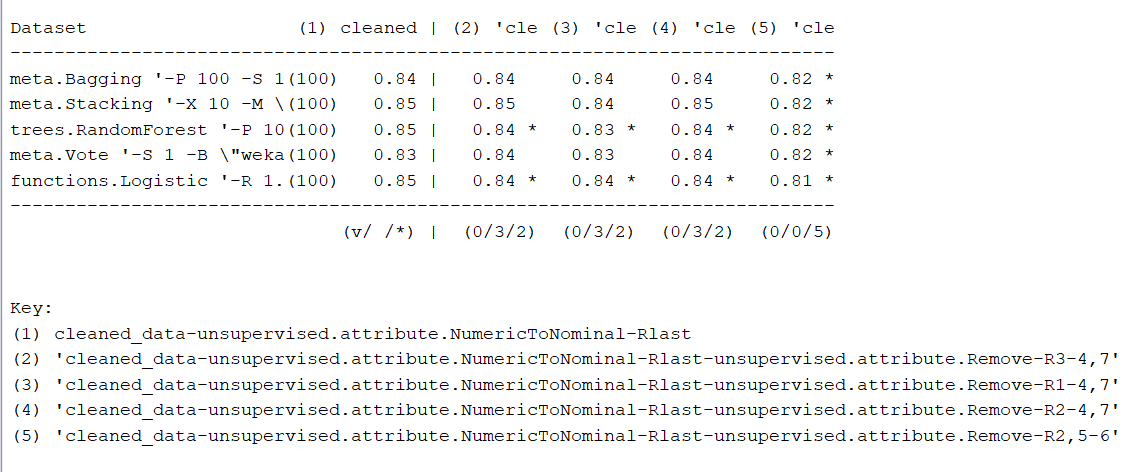 Dataset (1) cleaned | (2) 'cle (3) 'cle (4) 'cle (5) 'cle
--------------------------------------------------------------------------
meta.Bagging '-P 100 -S 1(100) 0.84 | 0.84 0.84 0.84 0.82 *
meta.Stacking '-X 10 -M \(100) 0.85 | 0.85 0.84 0.85 0.82 *
trees.RandomForest '-P 10(100) 0.85 | 0.84 * 0.83 * 0.84 * 0.82 *
meta.Vote '-S 1 -B \"weka(100) 0.83 | 0.84 0.83 0.84 0.82 *
functions.Logistic '-R 1.(100) 0.85 | 0.84 * 0.84 * 0.84 * 0.81 *
--------------------------------------------------------------------------
(v/ /*) | (0/3/2) (0/3/2) (0/3/2) (0/0/5)
Key:
(1) cleaned_data-unsupervised.attribute.NumericToNominal-Rlast
(2) 'cleaned_data-unsupervised.attribute.NumericToNominal-Rlast-unsupervised.attribute.Remove-R3-4,7'
(3) 'cleaned_data-unsupervised.attribute.NumericToNominal-Rlast-unsupervised.attribute.Remove-R1-4,7'
(4) 'cleaned_data-unsupervised.attribute.NumericToNominal-Rlast-unsupervised.attribute.Remove-R2-4,7'
(5) 'cleaned_data-unsupervised.attribute.NumericToNominal-Rlast-unsupervised.attribute.Remove-R2,5-6'